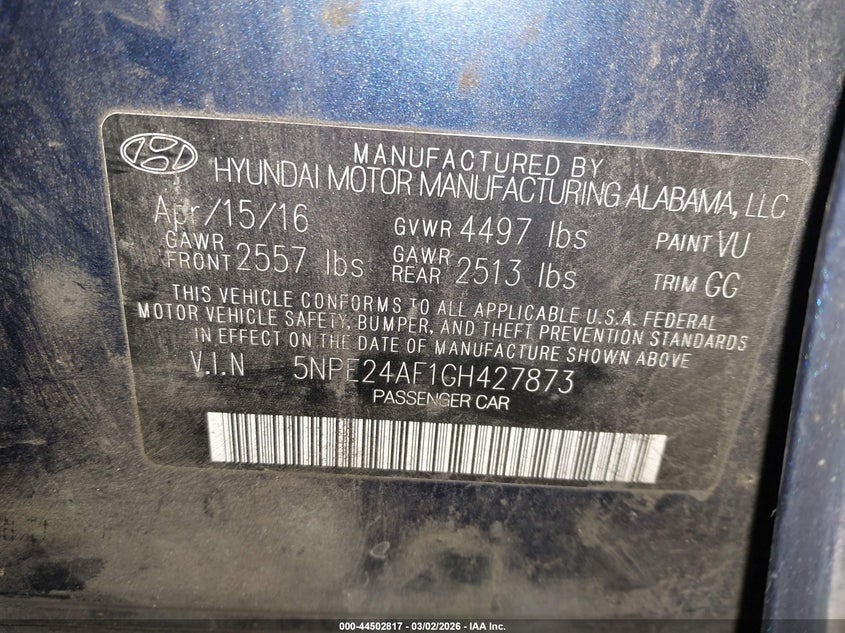 MANUFACTURED BY
HYUNDAI MOTOR MANUFACTURING ALABAMA, LLC
Apr/15/16 GVWR 4497 lbs PAINT VU
GAWR FRONT 2557 lbs GAWR REAR 2513 lbs TRIM GG
THIS VEHICLE CONFORMS TO ALL APPLICABLE U.S.A. FEDERAL
MOTOR VEHICLE SAFETY, BUMPER, AND THEFT PREVENTION STANDARDS
IN EFFECT ON THE DATE OF MANUFACTURE SHOWN ABOVE
V.I.N 5NPE24AF1GH427873
PASSENGER CAR
000-44502817 - 03/02/2026 - IAA Inc.